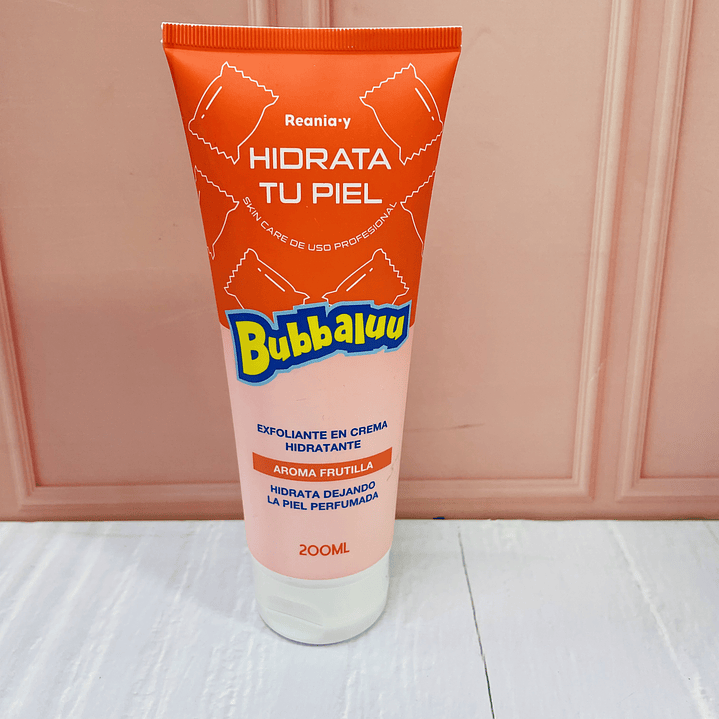 Reania·y
HIDRATA
TU PIEL
SKIN CARE DE USO PROFESIONAL
Bubbaluu
EXFOLIANTE EN CREMA
HIDRATANTE
AROMA FRUTILLA
HIDRATA DEJANDO
LA PIEL PERFUMADA
200ML